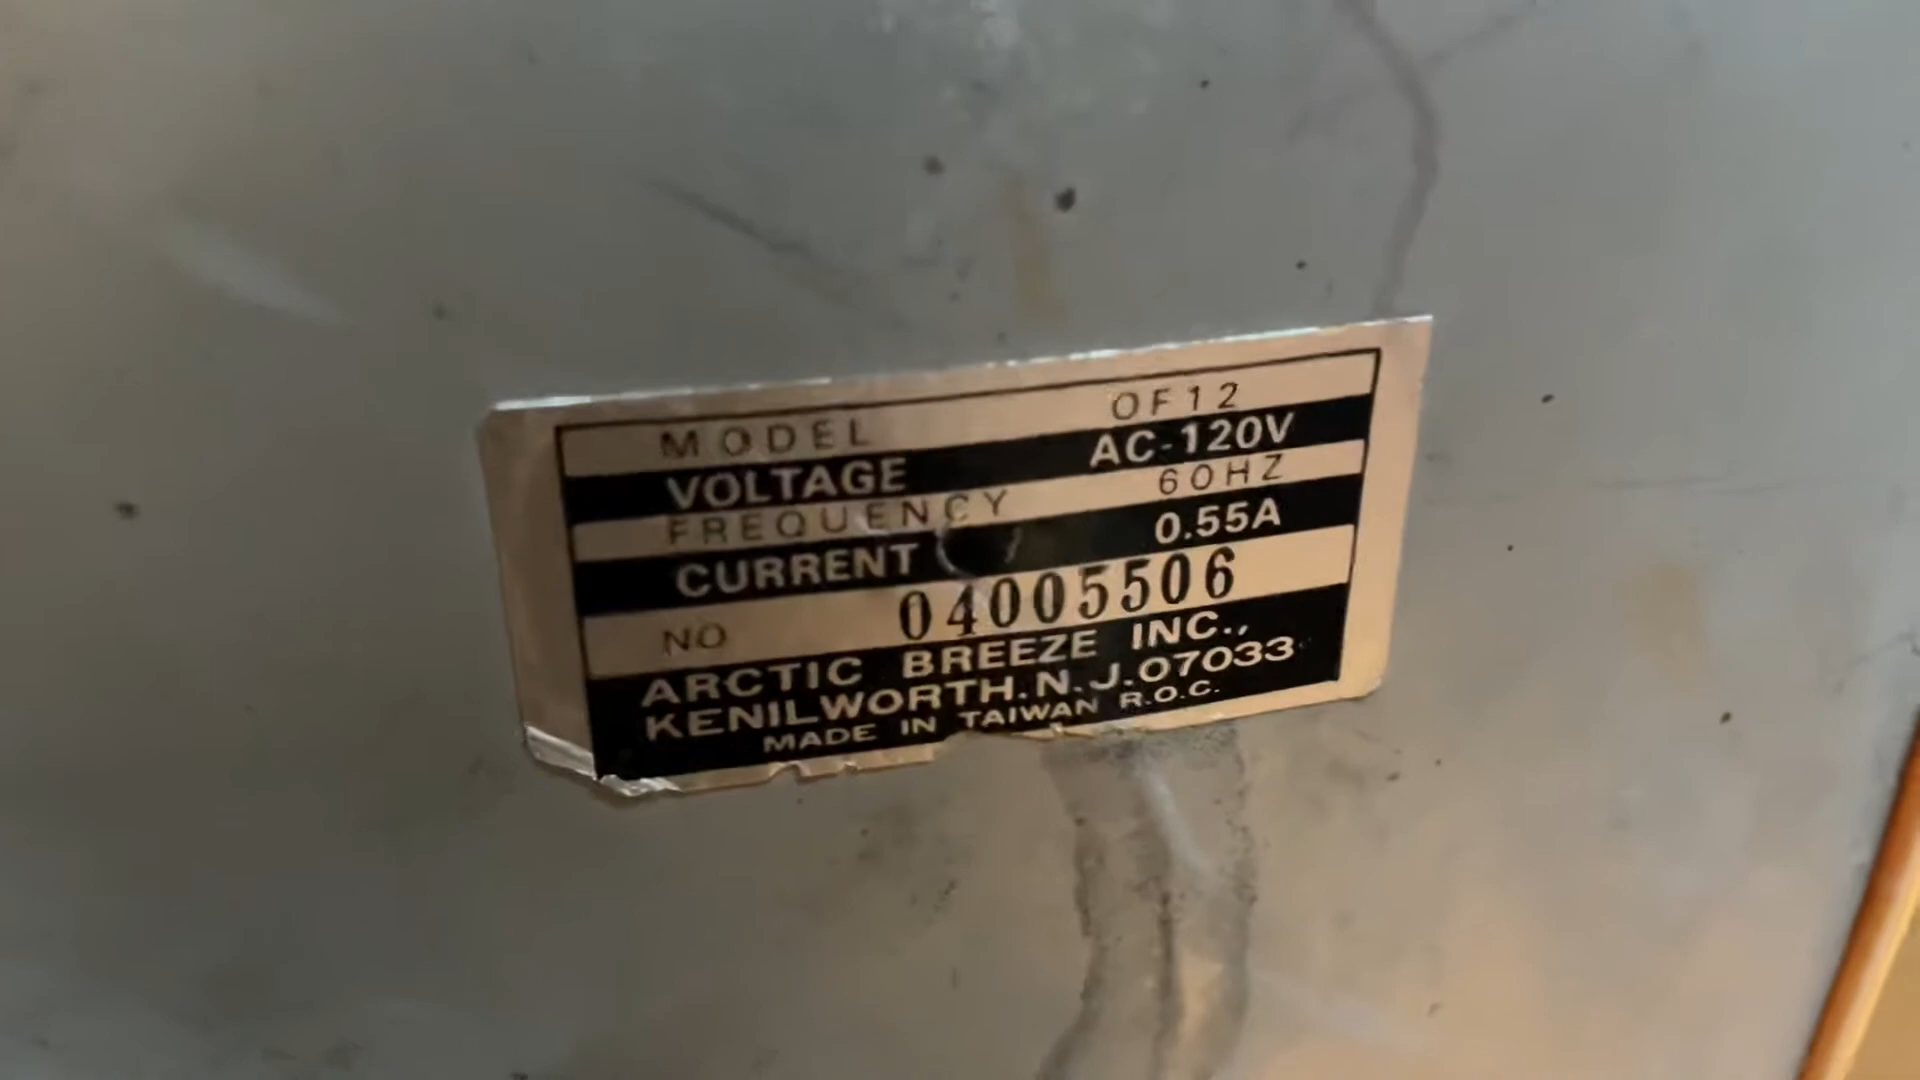 MODEL OF12
VOLTAGE AC-120V
FREQUENCY 60HZ
CURRENT 0.55A
NO 04005506
ARCTIC BREEZE INC.,
KENILWORTH.N.J.07033
MADE IN TAIWAN R.O.C.